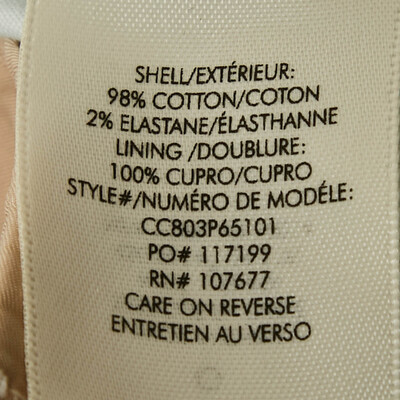 SHELL/EXTÉRIEUR:
98% COTTON/COTON
2% ELASTANE/ÉLASTHANNE
LINING /DOUBLURE:
100% CUPRO/CUPRO
STYLE#/NUMÉRO DE MODÉLE:
CC803P65101
PO# 117199
RN# 107677
CARE ON REVERSE
ENTRETIEN AU VERSO